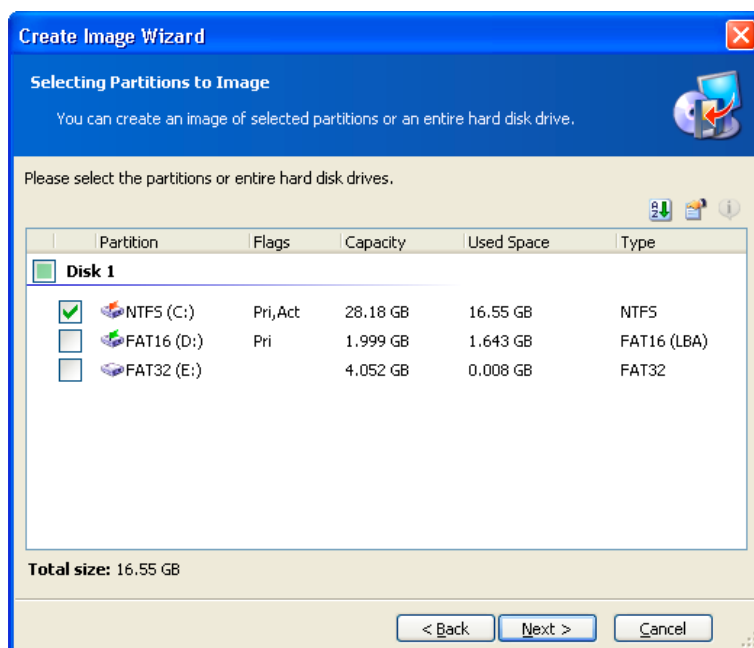 Create Image Wizard
Selecting Partitions to Image
You can create an image of selected partitions or an entire hard disk drive.
Please select the partitions or entire hard disk drives.
Partition Flags Capacity Used Space Type
Disk 1
NTFS (C:) Pri,Act 28.18 GB 16.55 GB NTFS
FAT16 (D:) Pri 1.999 GB 1.643 GB FAT16 (LBA)
FAT32 (E:) 4.052 GB 0.008 GB FAT32
Total size: 16.55 GB
< Back Next > Cancel